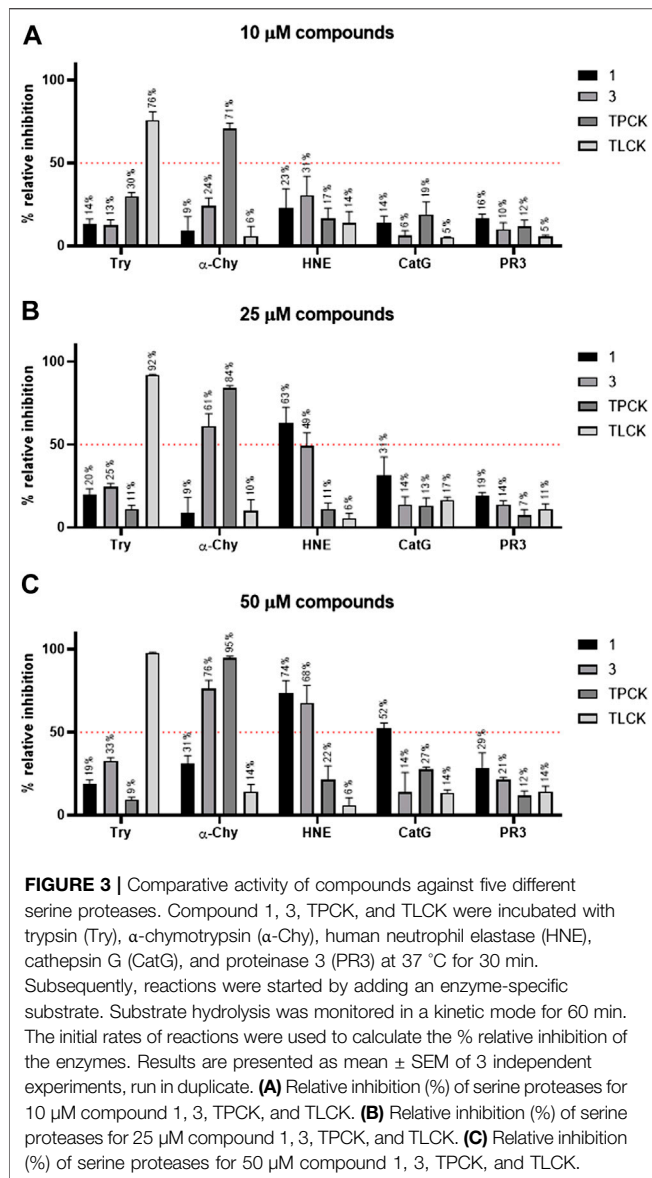 A
10 μM compounds
% relative inhibition
100
50
0
14%
13%
30%
76%
9%
24%
71%
6%
23%
31%
17%
14%
14%
6%
19%
5%
16%
10%
12%
5%
Try
α-Chy
HNE
CatG
PR3
1
3
TPCK
TLCK
B
25 μM compounds
% relative inhibition
100
50
0
20%
25%
11%
92%
9%
61%
84%
10%
63%
49%
11%
6%
31%
14%
13%
17%
19%
14%
7%
11%
Try
α-Chy
HNE
CatG
PR3
1
3
TPCK
TLCK
C
50 μM compounds
% relative inhibition
100
50
0
19%
33%
9%
31%
76%
95%
14%
74%
68%
22%
6%
52%
14%
27%
14%
29%
21%
12%
14%
Try
α-Chy
HNE
CatG
PR3
1
3
TPCK
TLCK
FIGURE 3 | Comparative activity of compounds against five different
serine proteases. Compound 1, 3, TPCK, and TLCK were incubated with
trypsin (Try), α-chymotrypsin (α-Chy), human neutrophil elastase (HNE),
cathepsin G (CatG), and proteinase 3 (PR3) at 37 °C for 30 min.
Subsequently, reactions were started by adding an enzyme-specific
substrate. Substrate hydrolysis was monitored in a kinetic mode for 60 min.
The initial rates of reactions were used to calculate the % relative inhibition of
the enzymes. Results are presented as mean ± SEM of 3 independent
experiments, run in duplicate. (A) Relative inhibition (%) of serine proteases for
10 μM compound 1, 3, TPCK, and TLCK. (B) Relative inhibition (%) of serine
proteases for 25 μM compound 1, 3, TPCK, and TLCK. (C) Relative inhibition
(%) of serine proteases for 50 μM compound 1, 3, TPCK, and TLCK.